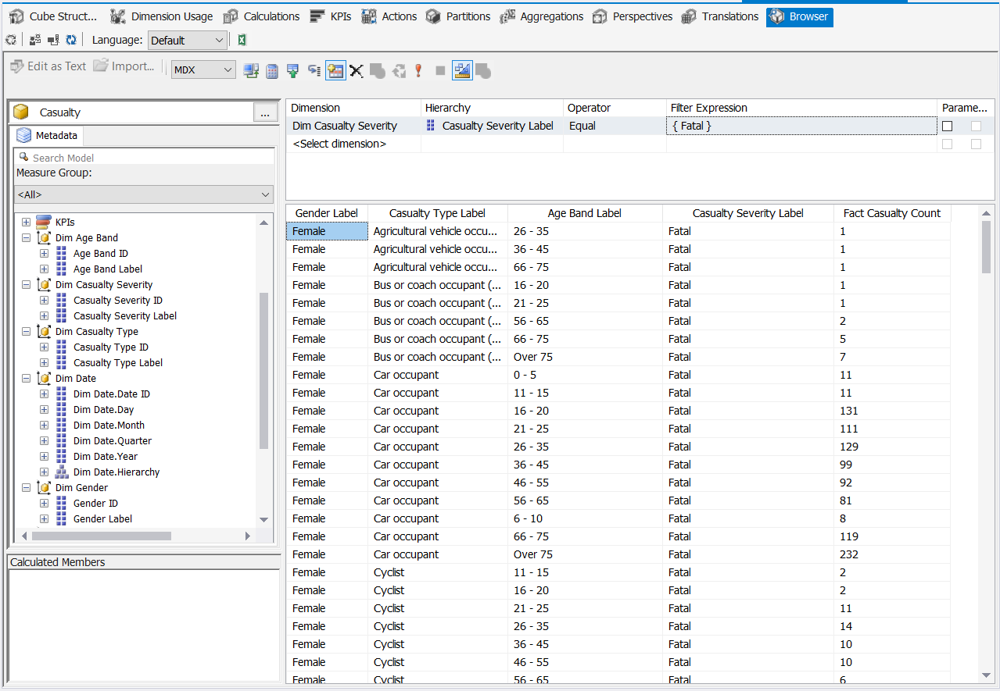 Cube Struct... Dimension Usage Calculations KPIs Actions Partitions Aggregations Perspectives Translations Browser
Language: Default
Edit as Text Import... MDX
Casualty ...
Metadata
Search Model
Measure Group:
<All>
KPIs
Dim Age Band
Age Band ID
Age Band Label
Dim Casualty Severity
Casualty Severity ID
Casualty Severity Label
Dim Casualty Type
Casualty Type ID
Casualty Type Label
Dim Date
Dim Date.Date ID
Dim Date.Day
Dim Date.Month
Dim Date.Quarter
Dim Date.Year
Dim Date.Hierarchy
Dim Gender
Gender ID
Gender Label
Calculated Members
Dimension Hierarchy Operator Filter Expression Parame...
Dim Casualty Severity Casualty Severity Label Equal { Fatal }
<Select dimension>
Gender Label Casualty Type Label Age Band Label Casualty Severity Label Fact Casualty Count
Female Agricultural vehicle occu... 26 - 35 Fatal 1
Female Agricultural vehicle occu... 36 - 45 Fatal 1
Female Agricultural vehicle occu... 66 - 75 Fatal 1
Female Bus or coach occupant (... 16 - 20 Fatal 1
Female Bus or coach occupant (... 21 - 25 Fatal 1
Female Bus or coach occupant (... 56 - 65 Fatal 2
Female Bus or coach occupant (... 66 - 75 Fatal 5
Female Bus or coach occupant (... Over 75 Fatal 7
Female Car occupant 0 - 5 Fatal 11
Female Car occupant 11 - 15 Fatal 11
Female Car occupant 16 - 20 Fatal 131
Female Car occupant 21 - 25 Fatal 111
Female Car occupant 26 - 35 Fatal 129
Female Car occupant 36 - 45 Fatal 99
Female Car occupant 46 - 55 Fatal 92
Female Car occupant 56 - 65 Fatal 81
Female Car occupant 6 - 10 Fatal 8
Female Car occupant 66 - 75 Fatal 119
Female Car occupant Over 75 Fatal 232
Female Cyclist 11 - 15 Fatal 2
Female Cyclist 16 - 20 Fatal 2
Female Cyclist 21 - 25 Fatal 11
Female Cyclist 26 - 35 Fatal 14
Female Cyclist 36 - 45 Fatal 10
Female Cyclist 46 - 55 Fatal 10
Female Cyclist 56 - 65 Fatal 6